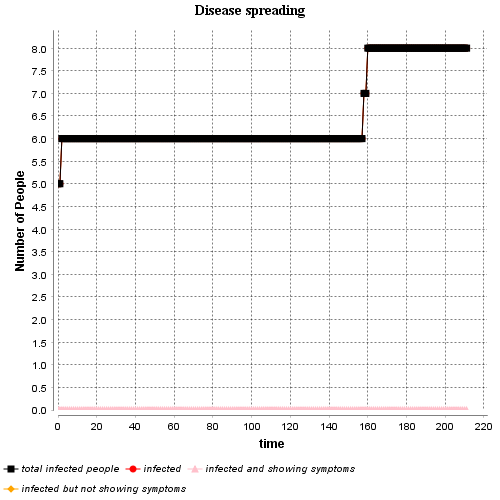 Disease spreading
8.0
7.5
7.0
6.5
6.0
5.5
5.0
4.5
4.0
3.5
3.0
2.5
2.0
1.5
1.0
0.5
0.0
Number of People
0 20 40 60 80 100 120 140 160 180 200 220
time
total infected people infected infected and showing symptoms
infected but not showing symptoms